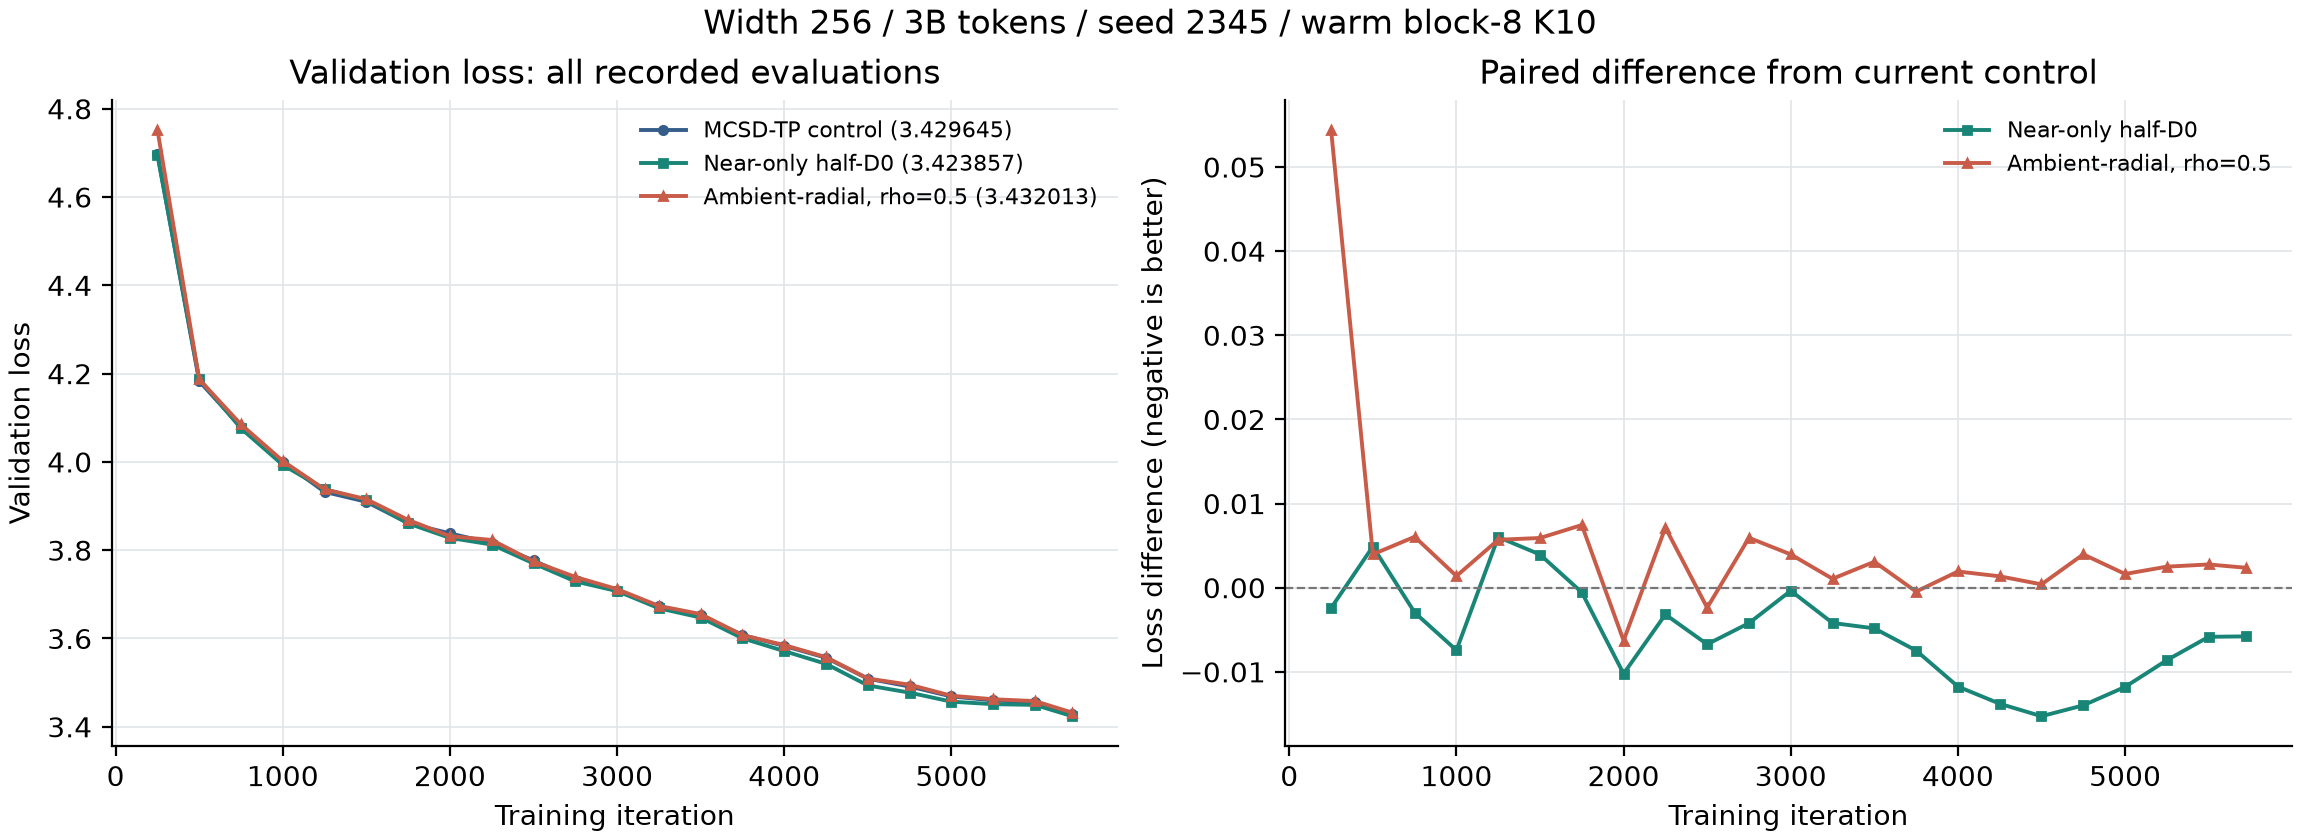 Width 256 / 3B tokens / seed 2345 / warm block-8 K10
Validation loss: all recorded evaluations
MCSD-TP control (3.429645)
Near-only half-D0 (3.423857)
Ambient-radial, rho=0.5 (3.432013)
Validation loss
4.8
4.6
4.4
4.2
4.0
3.8
3.6
3.4
0 1000 2000 3000 4000 5000
Training iteration
Paired difference from current control
Near-only half-D0
Ambient-radial, rho=0.5
Loss difference (negative is better)
0.05
0.04
0.03
0.02
0.01
0.00
−0.01
0 1000 2000 3000 4000 5000
Training iteration